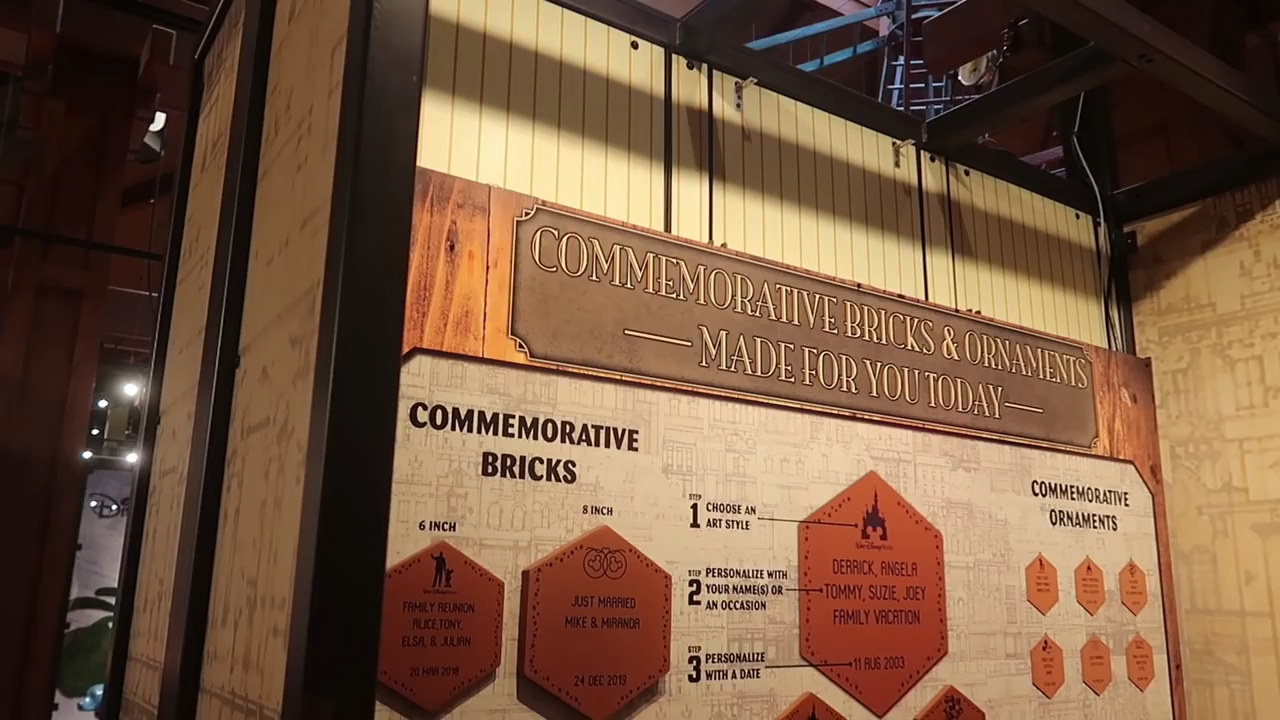 COMMEMORATIVE BRICKS & ORNAMENTS
MADE FOR YOU TODAY
COMMEMORATIVE
BRICKS
6 INCH
FAMILY REUNION
ALICE,TONY,
ELSA, & JULIAN
20 MAR 2018
8 INCH
JUST MARRIED
MIKE & MIRANDA
24 DEC 2019
STEP
1
CHOOSE AN
ART STYLE
STEP
2
PERSONALIZE WITH
YOUR NAME(S) OR
AN OCCASION
STEP
3
PERSONALIZE
WITH A DATE
Walt Disney World
DERRICK, ANGELA
TOMMY, SUZIE, JOEY
FAMILY VACATION
11 AUG 2003
COMMEMORATIVE
ORNAMENTS